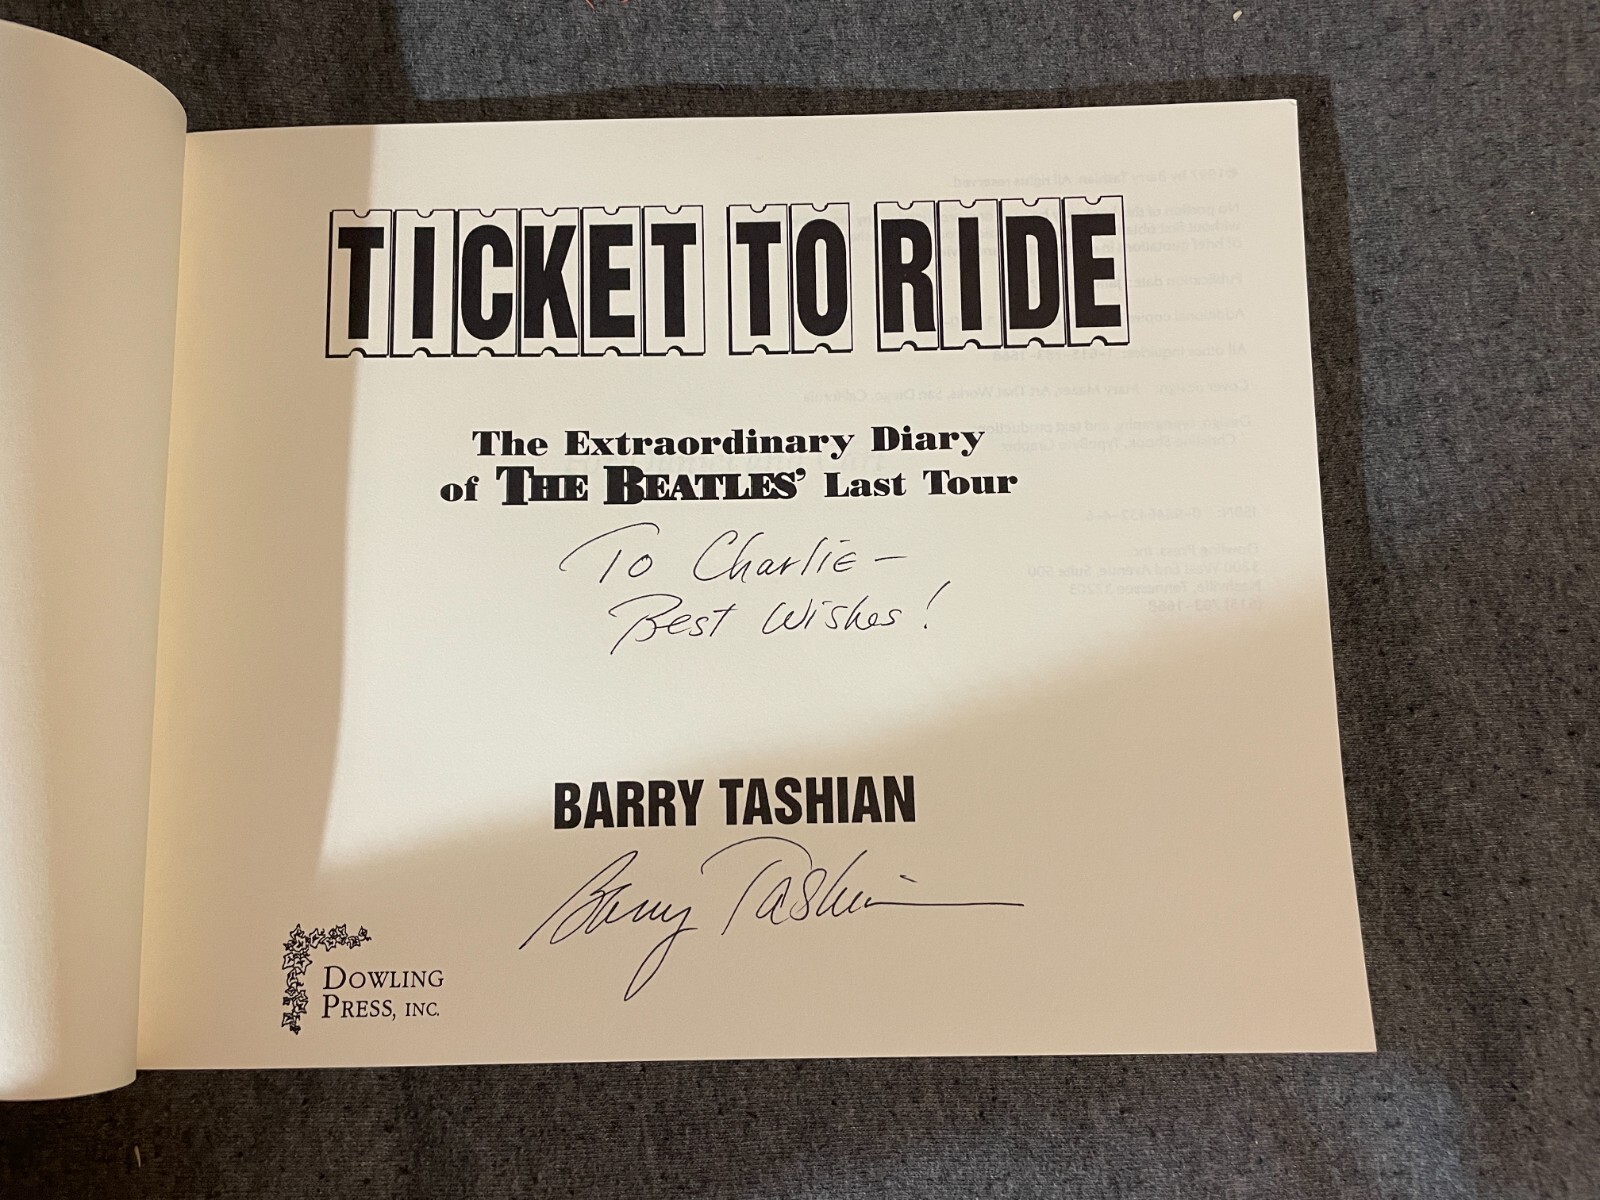 TICKET TO RIDE
The Extraordinary Diary
of THE BEATLES' Last Tour
To Charlie –
Best Wishes!
BARRY TASHIAN
Barry Tashian
DOWLING
PRESS, INC.